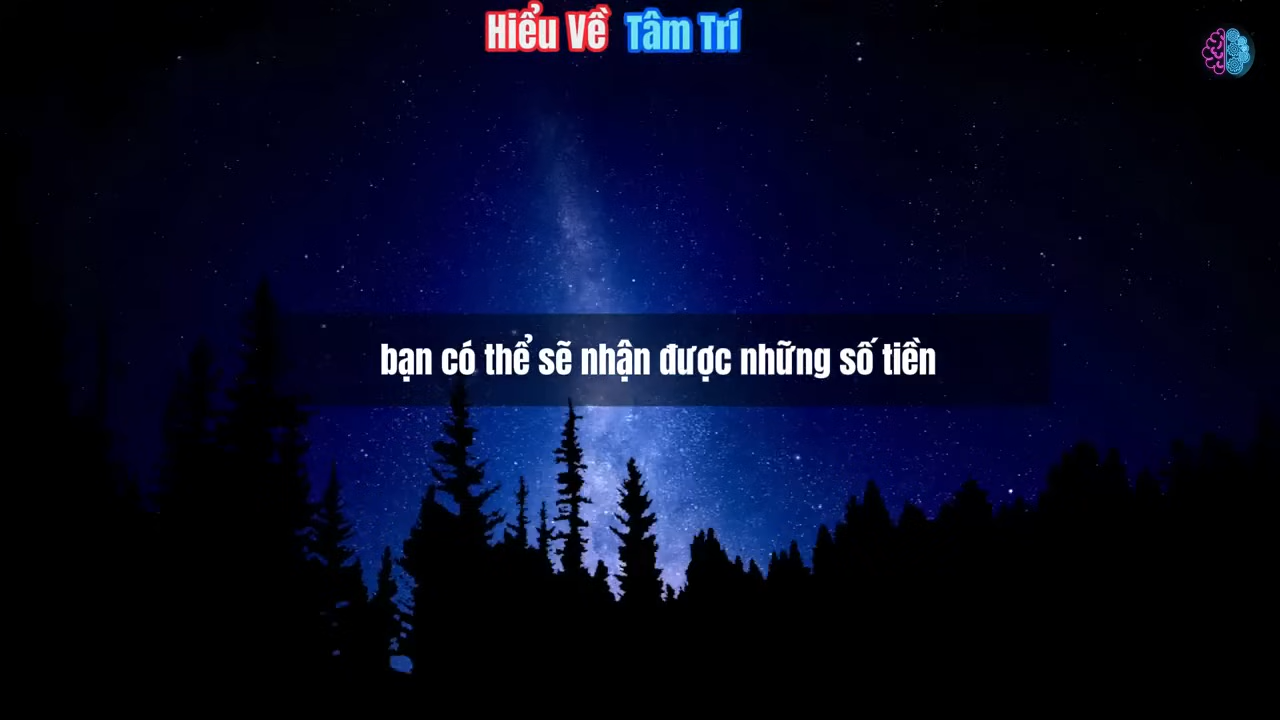 Hiểu Về Tâm Trí
bạn có thể sẽ nhận được những số tiền